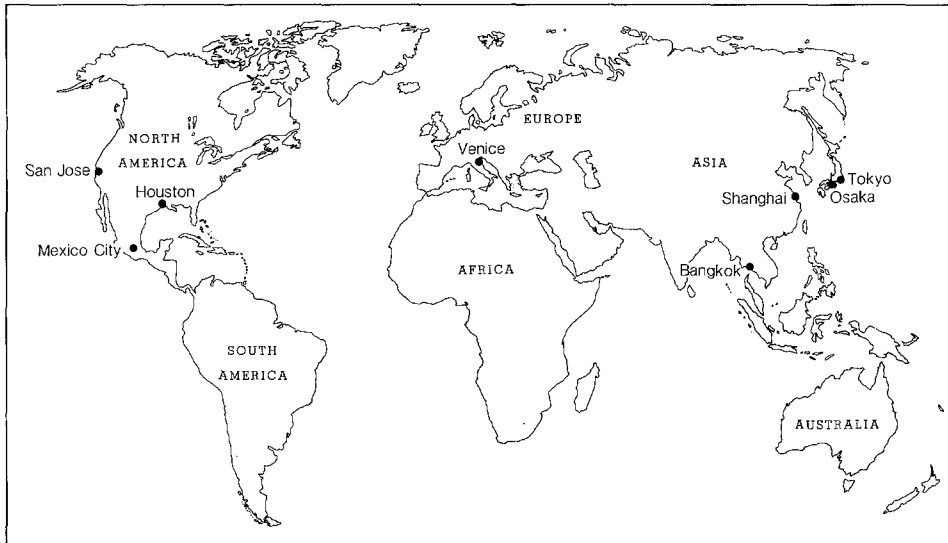 NORTH
AMERICA
EUROPE
Venice
ASIA
San Jose
Houston
Tokyo
Osaka
Shanghai
Mexico City
Bangkok
AFRICA
SOUTH
AMERICA
AUSTRALIA